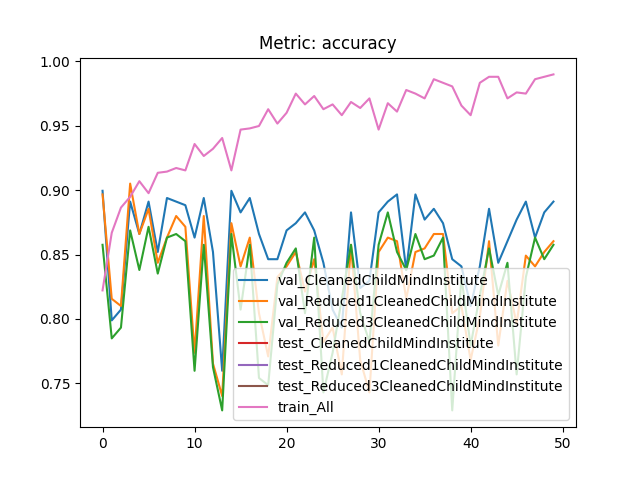 Metric: accuracy
1.00
0.95
0.90
0.85
0.80
0.75
val_CleanedChildMindInstitute
val_Reduced1CleanedChildMindInstitute
val_Reduced3CleanedChildMindInstitute
test_CleanedChildMindInstitute
test_Reduced1CleanedChildMindInstitute
test_Reduced3CleanedChildMindInstitute
train_All
0 10 20 30 40 50